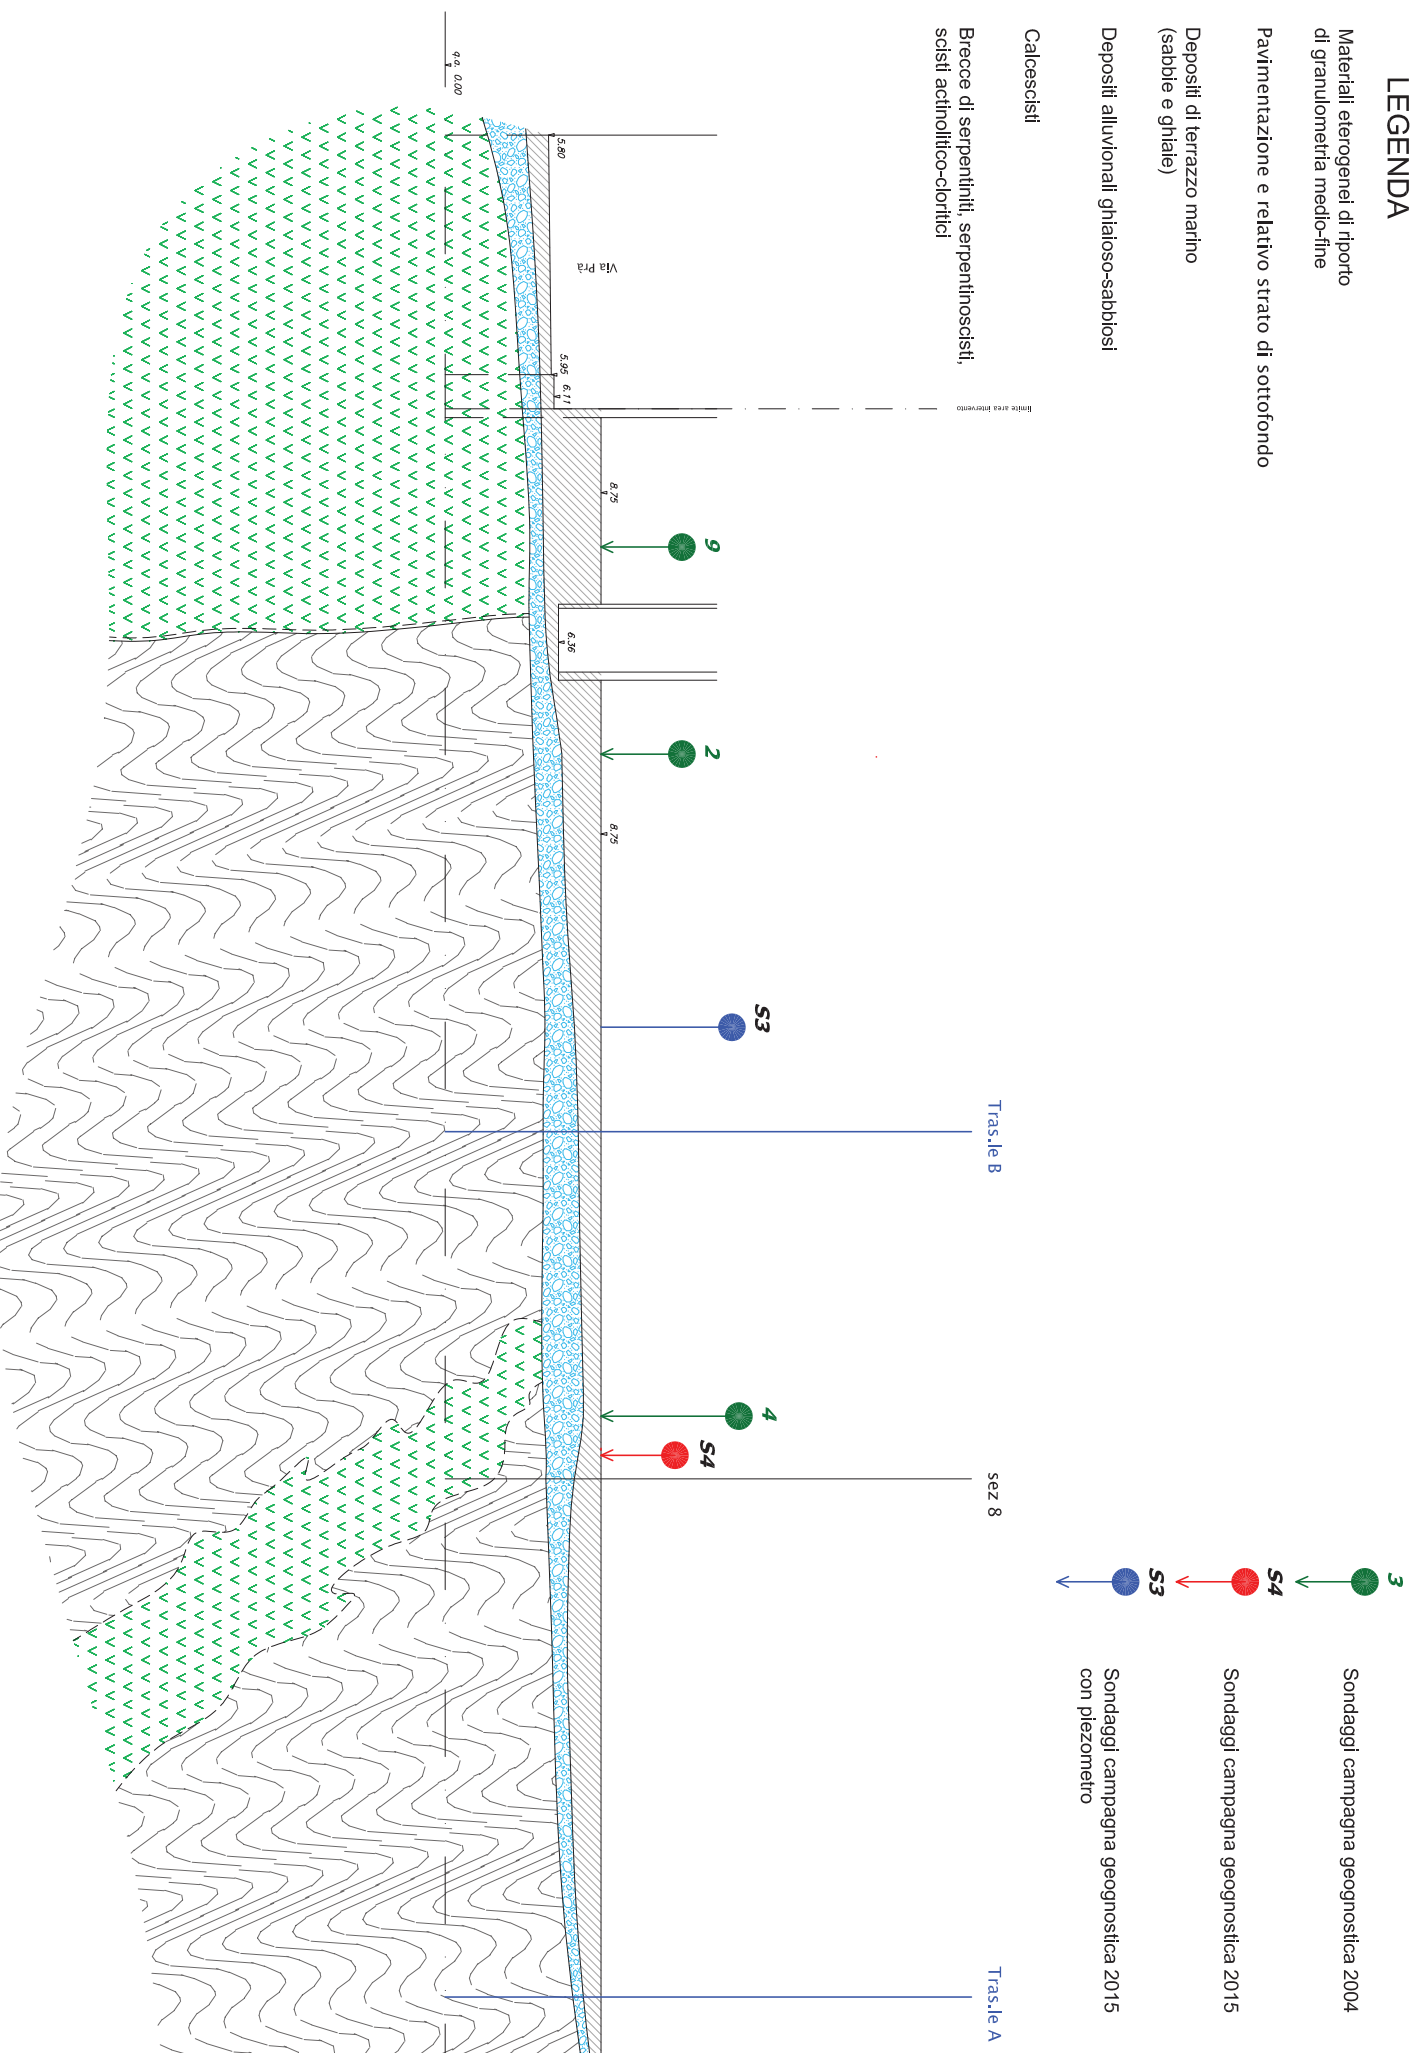 LEGENDA
Materiali eterogenei di riporto
di granulometria medio-fine
Pavimentazione e relativo strato di sottofondo
Depositi di terrazzo marino
(sabbie e ghiaie)
Depositi alluvionali ghiaioso-sabbiosi
Calcescisti
Brecce di serpentiniti, serpentinoscisti,
scisti actinolitico-cloritici
3
Sondaggi campagna geognostica 2004
S4
Sondaggi campagna geognostica 2015
S3
Sondaggi campagna geognostica 2015
con piezometro
limite area intervento
Tras.le B
sez 8
Tras.le A
9
2
S3
4
S4
Via Prà
5.80
5.95
6.11
8.75
6.36
8.75
q.a. 0.00